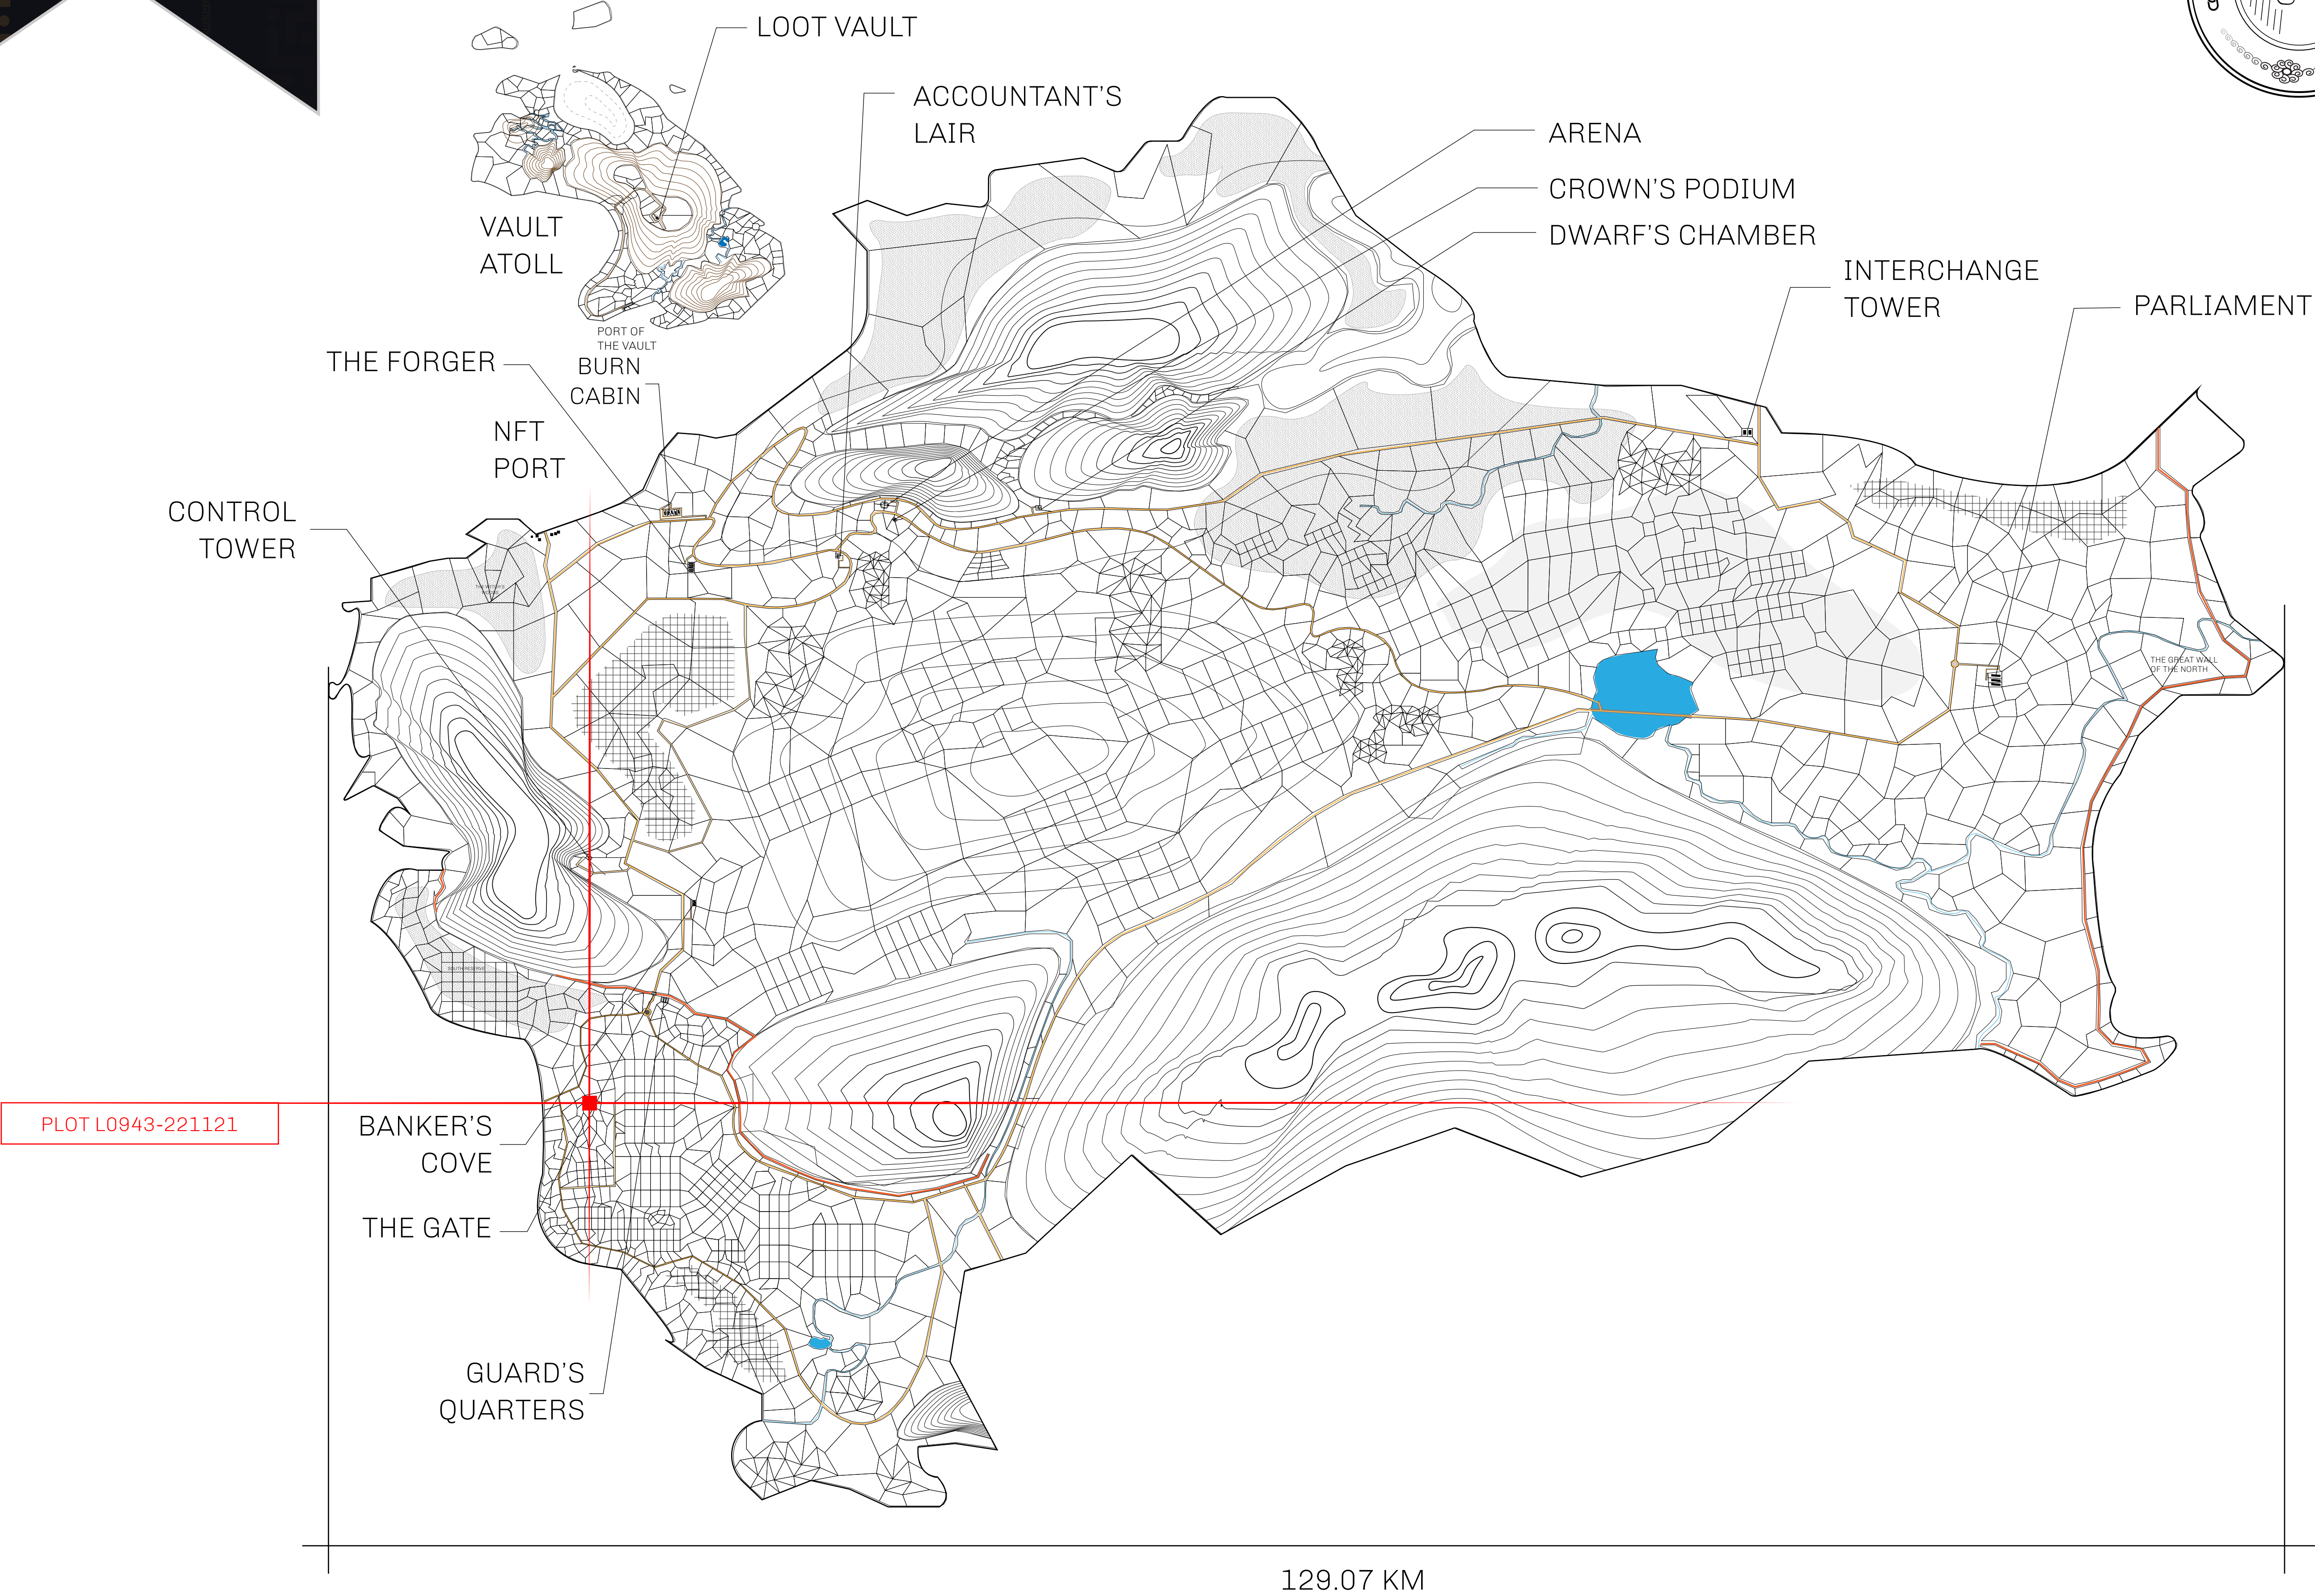 LOOT VAULT
ACCOUNTANT'S
LAIR
ARENA
CROWN'S PODIUM
DWARF'S CHAMBER
VAULT
ATOLL
INTERCHANGE
TOWER
PARLIAMENT
PORT OF
THE VAULT
THE FORGER
BURN
CABIN
NFT
PORT
CONTROL
TOWER
THE GREAT WALL
OF THE NORTH
SOUTH RESERVE
PLOT L0943-221121
BANKER'S
COVE
THE GATE
GUARD'S
QUARTERS
129.07 KM